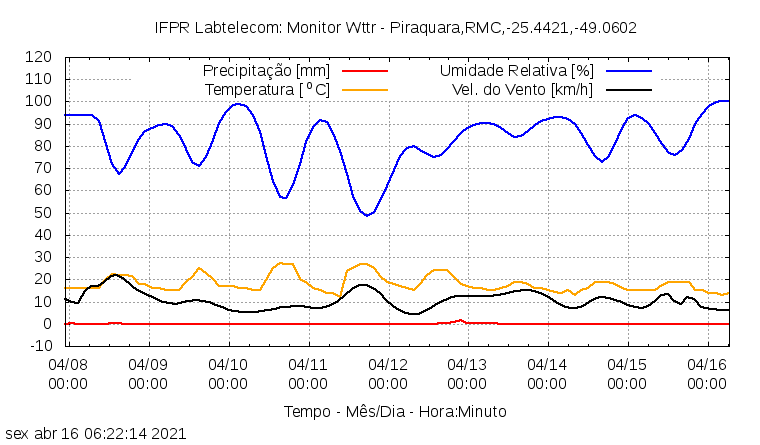 IFPR Labtelecom: Monitor Wttr - Piraquara,RMC,-25.4421,-49.0602
Precipitação [mm]
Temperatura [ ⁰C]
Umidade Relativa [%]
Vel. do Vento [km/h]
120
110
100
90
80
70
60
50
40
30
20
10
0
-10
04/08 04/09 04/10 04/11 04/12 04/13 04/14 04/15 04/16
00:00 00:00 00:00 00:00 00:00 00:00 00:00 00:00 00:00
Tempo - Mês/Dia - Hora:Minuto
sex abr 16 06:22:14 2021